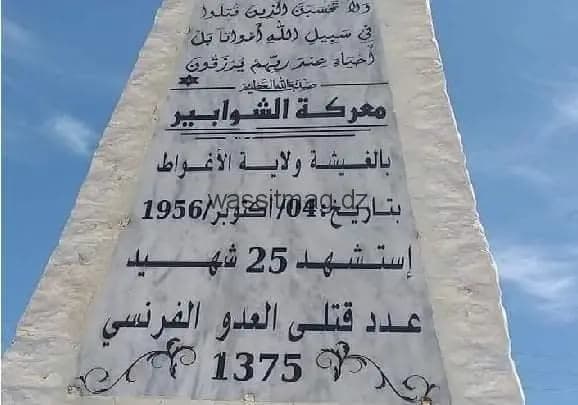 ولا تحسبن الذين قتلوا
في سبيل الله أمواتا بل
أحياء عند ربهم يرزقون
صدق الله العظيم
معركة الشوابير
بالغيشة ولاية الأغواط
بتاريخ:04/أكتوبر/1956
wassitmag.dz
إستشهد 25 شهيد
عدد قتلى العدو الفرنسي
1375